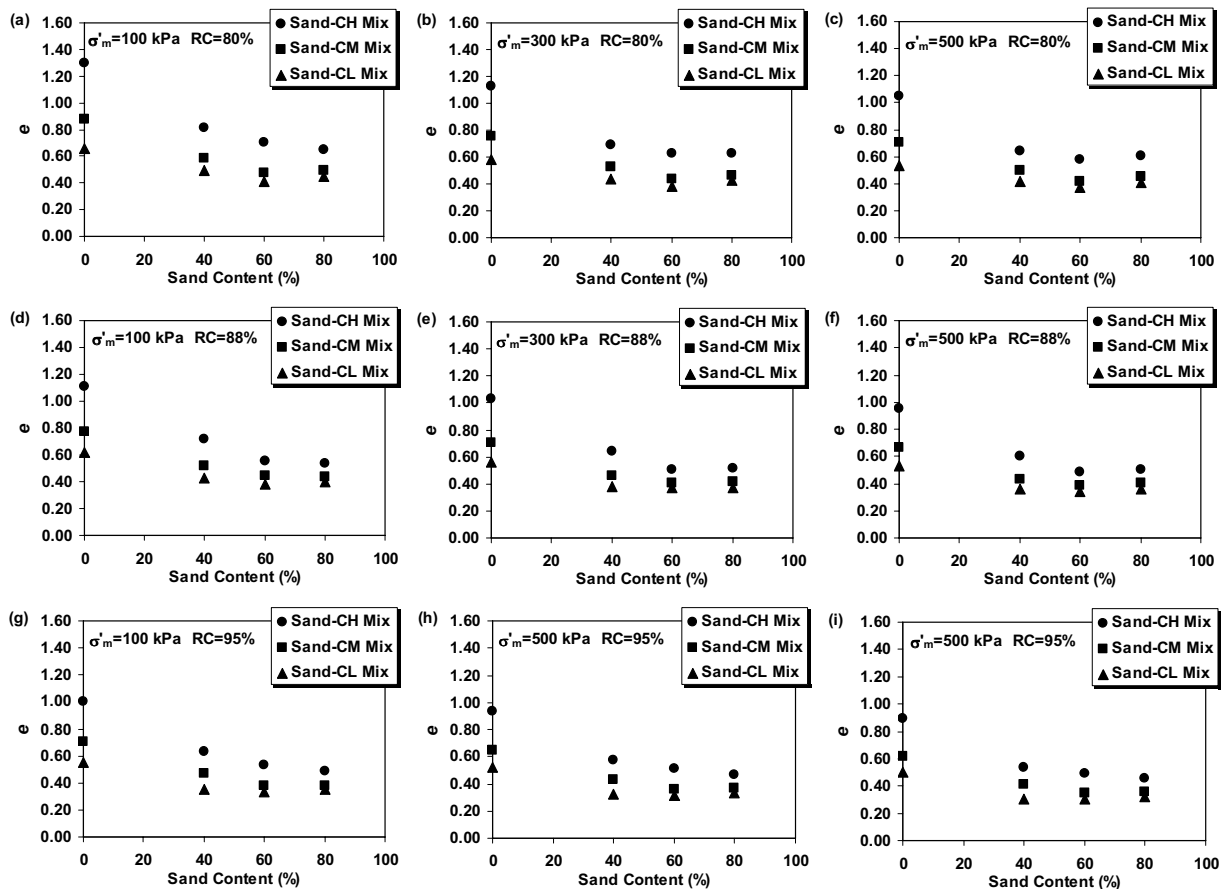 (a)
σ'm=100 kPa RC=80%
Sand-CH Mix
Sand-CM Mix
Sand-CL Mix
1.60
1.40
1.20
1.00
0.80
0.60
0.40
0.20
0.00
e
0 20 40 60 80 100
Sand Content (%)
(b)
σ'm=300 kPa RC=80%
Sand-CH Mix
Sand-CM Mix
Sand-CL Mix
1.60
1.40
1.20
1.00
0.80
0.60
0.40
0.20
0.00
e
0 20 40 60 80 100
Sand Content (%)
(c)
σ'm=500 kPa RC=80%
Sand-CH Mix
Sand-CM Mix
Sand-CL Mix
1.60
1.40
1.20
1.00
0.80
0.60
0.40
0.20
0.00
e
0 20 40 60 80 100
Sand Content (%)
(d)
σ'm=100 kPa RC=88%
Sand-CH Mix
Sand-CM Mix
Sand-CL Mix
1.60
1.40
1.20
1.00
0.80
0.60
0.40
0.20
0.00
e
0 20 40 60 80 100
Sand Content (%)
(e)
σ'm=300 kPa RC=88%
Sand-CH Mix
Sand-CM Mix
Sand-CL Mix
1.60
1.40
1.20
1.00
0.80
0.60
0.40
0.20
0.00
e
0 20 40 60 80 100
Sand Content (%)
(f)
σ'm=500 kPa RC=88%
Sand-CH Mix
Sand-CM Mix
Sand-CL Mix
1.60
1.40
1.20
1.00
0.80
0.60
0.40
0.20
0.00
e
0 20 40 60 80 100
Sand Content (%)
(g)
σ'm=100 kPa RC=95%
Sand-CH Mix
Sand-CM Mix
Sand-CL Mix
1.60
1.40
1.20
1.00
0.80
0.60
0.40
0.20
0.00
e
0 20 40 60 80 100
Sand Content (%)
(h)
σ'm=500 kPa RC=95%
Sand-CH Mix
Sand-CM Mix
Sand-CL Mix
1.60
1.40
1.20
1.00
0.80
0.60
0.40
0.20
0.00
e
0 20 40 60 80 100
Sand Content (%)
(i)
σ'm=500 kPa RC=95%
Sand-CH Mix
Sand-CM Mix
Sand-CL Mix
1.60
1.40
1.20
1.00
0.80
0.60
0.40
0.20
0.00
e
0 20 40 60 80 100
Sand Content (%)